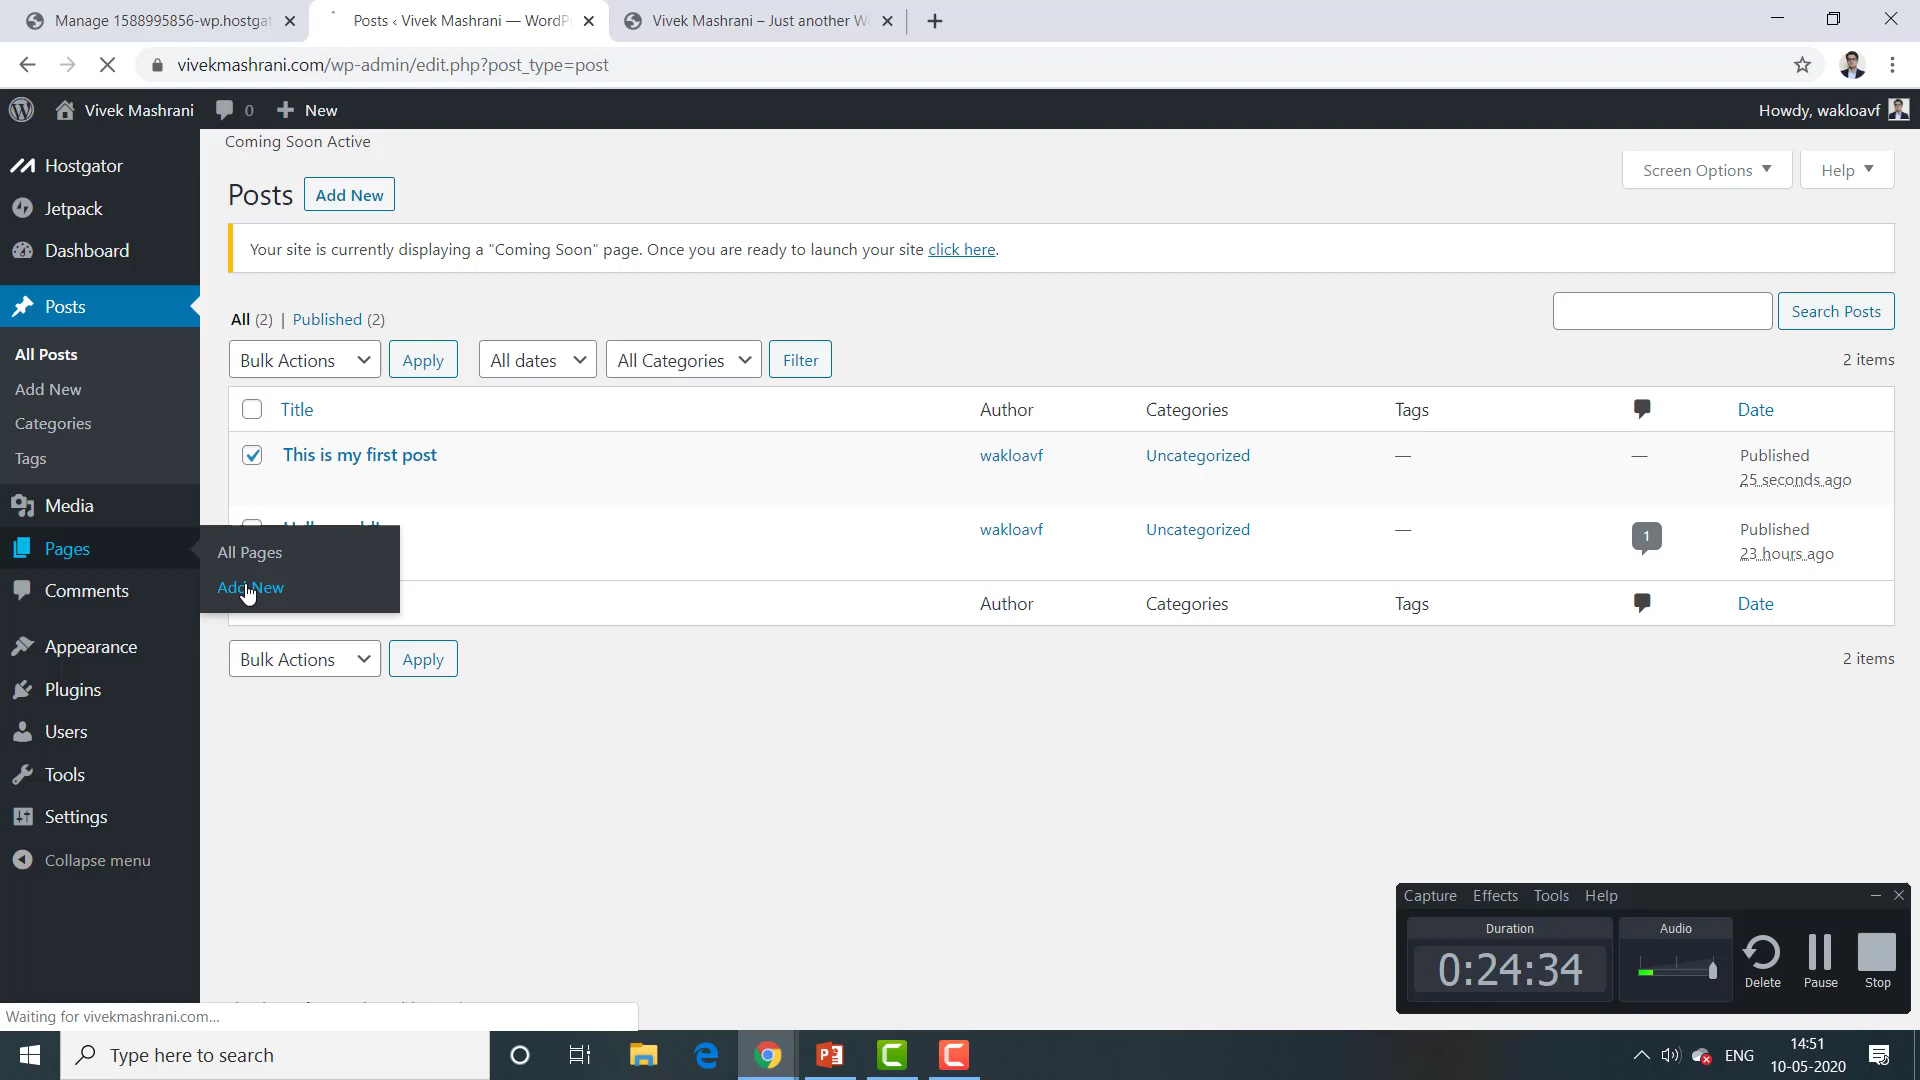 Manage 1588995856-wp.hostgat
Posts ‹ Vivek Mashrani — WordP
Vivek Mashrani – Just another Wo
vivekmashrani.com/wp-admin/edit.php?post_type=post
Vivek Mashrani
0
New
Howdy, wakloavf
Coming Soon Active
Hostgator
Jetpack
Dashboard
Posts
All Posts
Add New
Categories
Tags
Media
Pages
All Pages
Add New
Comments
Appearance
Plugins
Users
Tools
Settings
Collapse menu
Screen Options
Help
Posts Add New
Your site is currently displaying a "Coming Soon" page. Once you are ready to launch your site click here.
All (2) | Published (2)
Search Posts
Bulk Actions Apply All dates All Categories Filter 2 items
Title Author Categories Tags Date
This is my first post wakloavf Uncategorized — — Published
25 seconds ago
wakloavf Uncategorized — 1 Published
23 hours ago
Author Categories Tags Date
Bulk Actions Apply 2 items
Capture Effects Tools Help
Duration Audio
0:24:34
Delete Pause Stop
Waiting for vivekmashrani.com...
Type here to search
ENG
14:51
10-05-2020